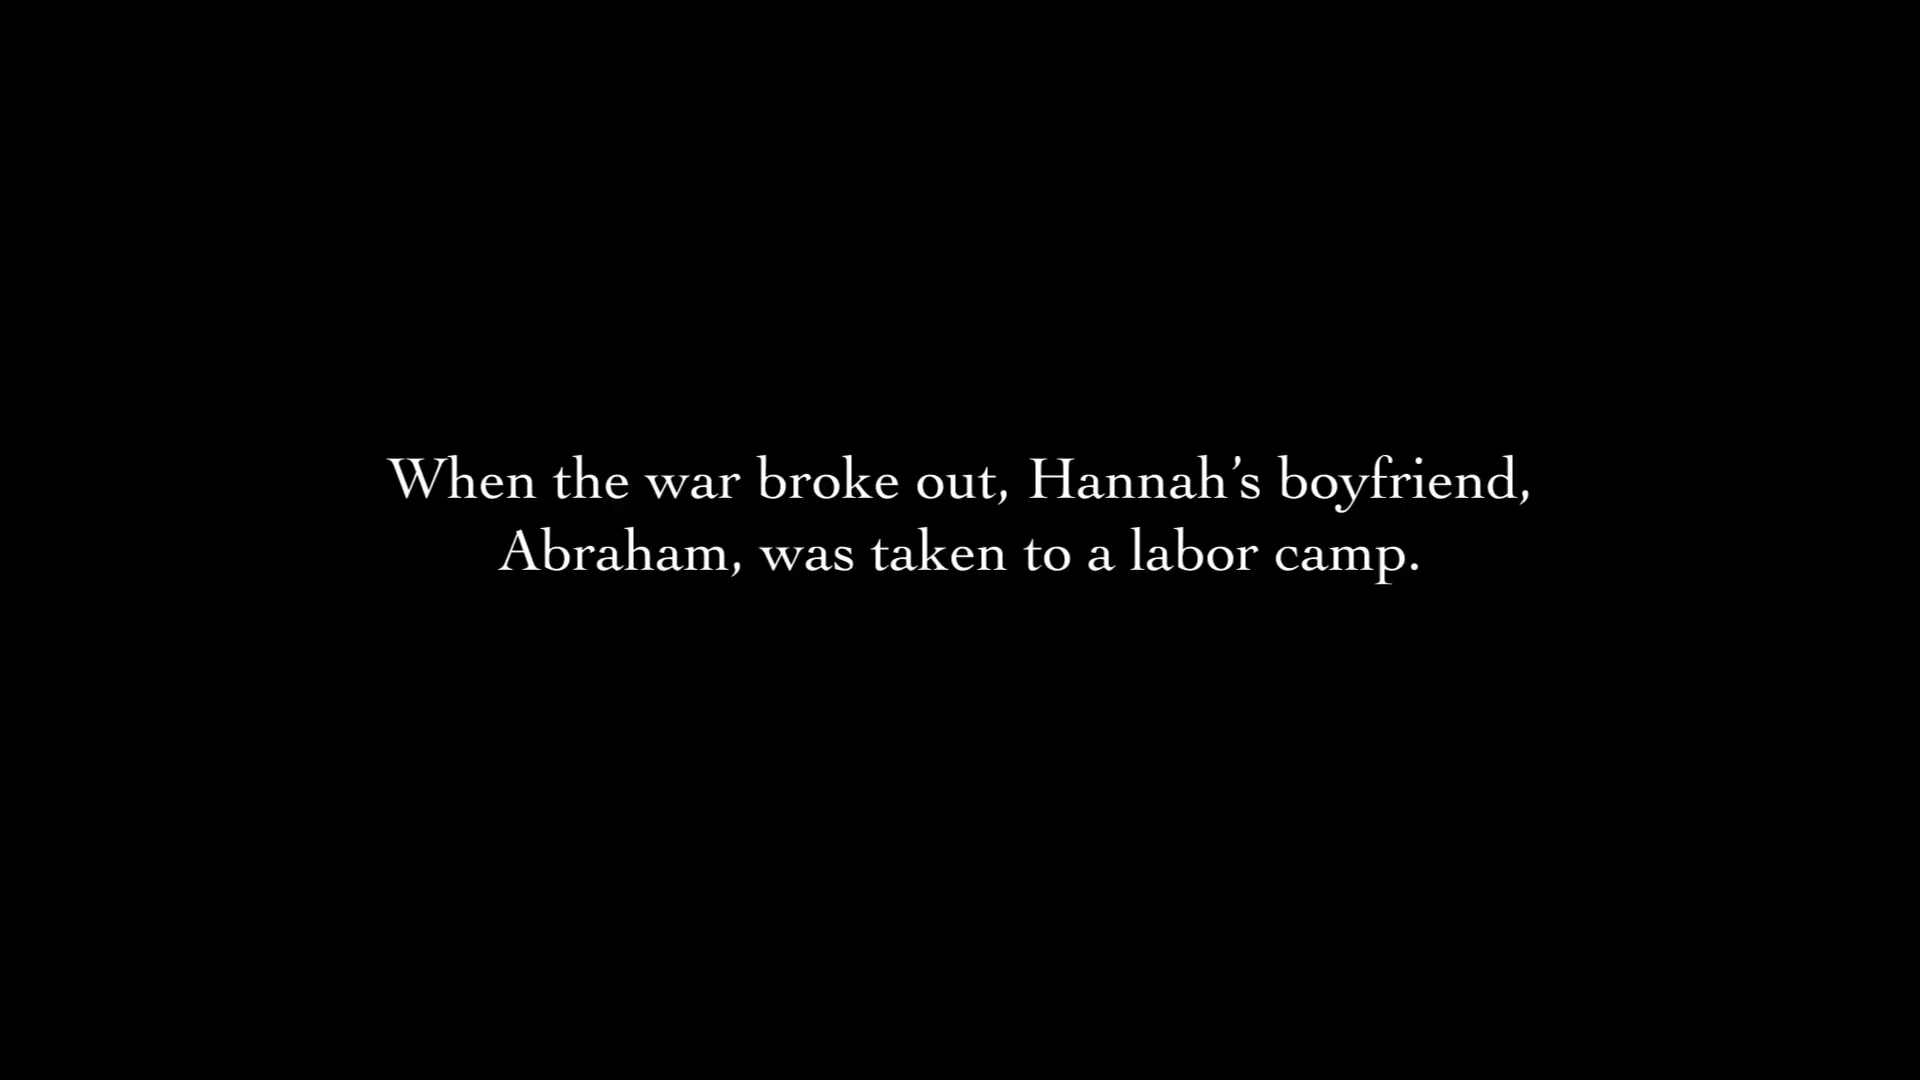 When the war broke out, Hannah’s boyfriend,
Abraham, was taken to a labor camp.